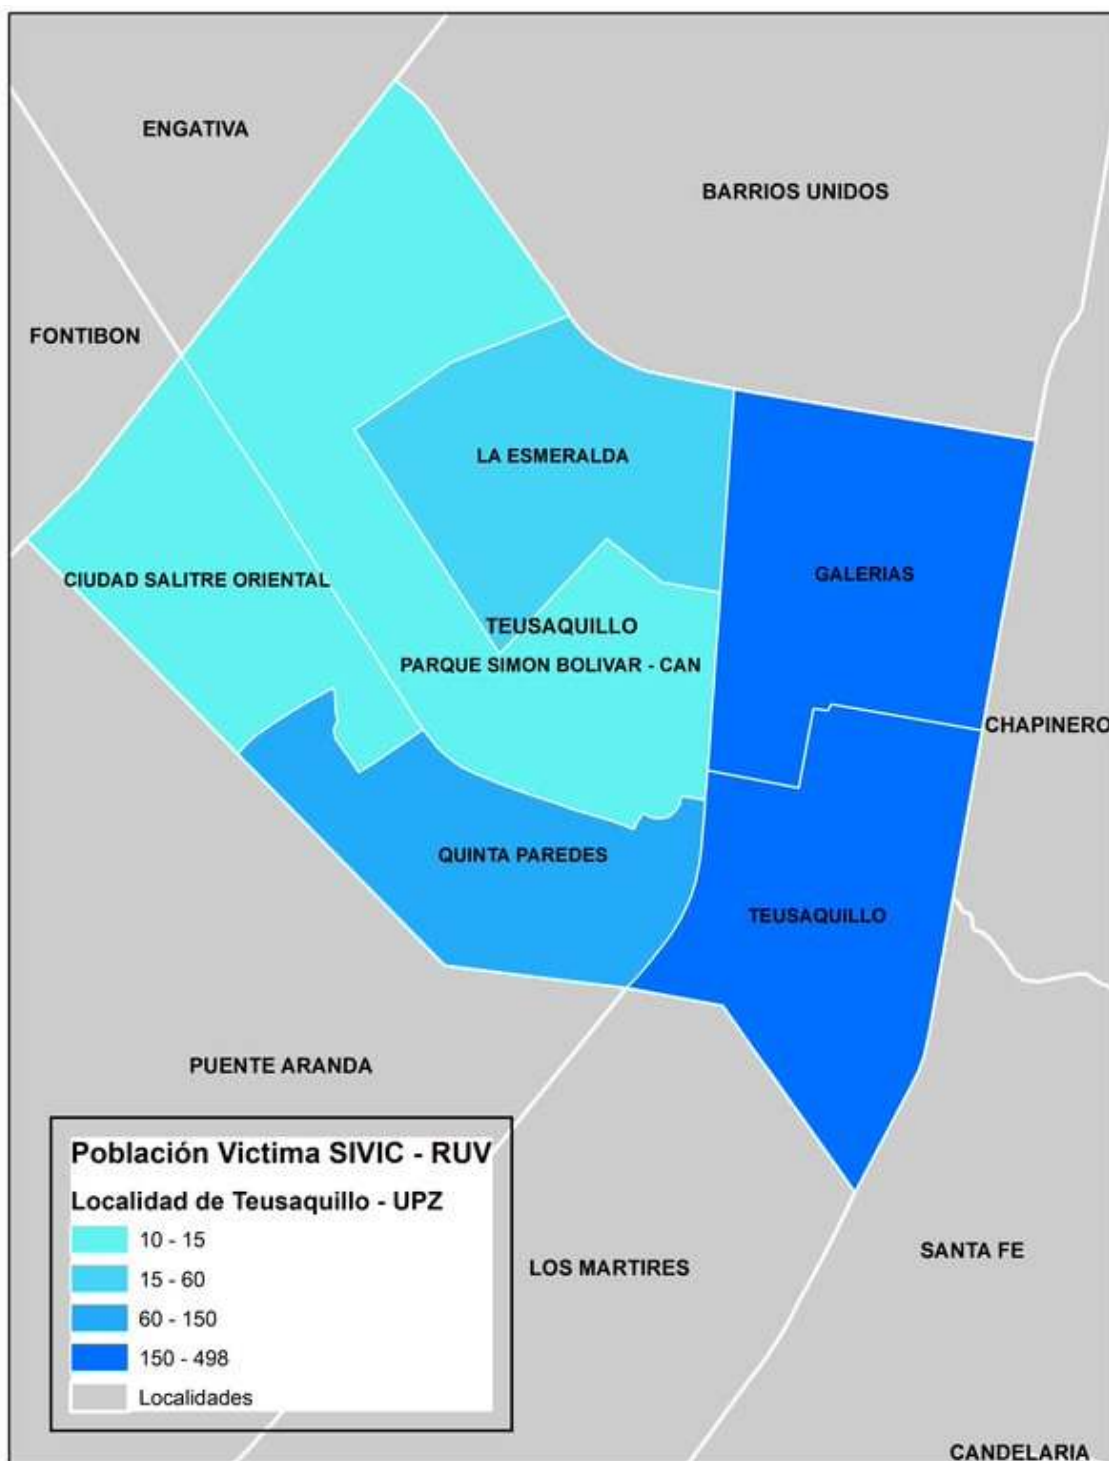 ENGATIVA
BARRIOS UNIDOS
FONTIBON
LA ESMERALDA
CIUDAD SALITRE ORIENTAL
GALERIAS
TEUSAQUILLO
PARQUE SIMON BOLIVAR - CAN
CHAPINERO
QUINTA PAREDES
TEUSAQUILLO
PUENTE ARANDA
Población Victima SIVIC - RUV
Localidad de Teusaquillo - UPZ
10 - 15
15 - 60
60 - 150
150 - 498
Localidades
LOS MARTIRES
SANTA FE
CANDELARIA